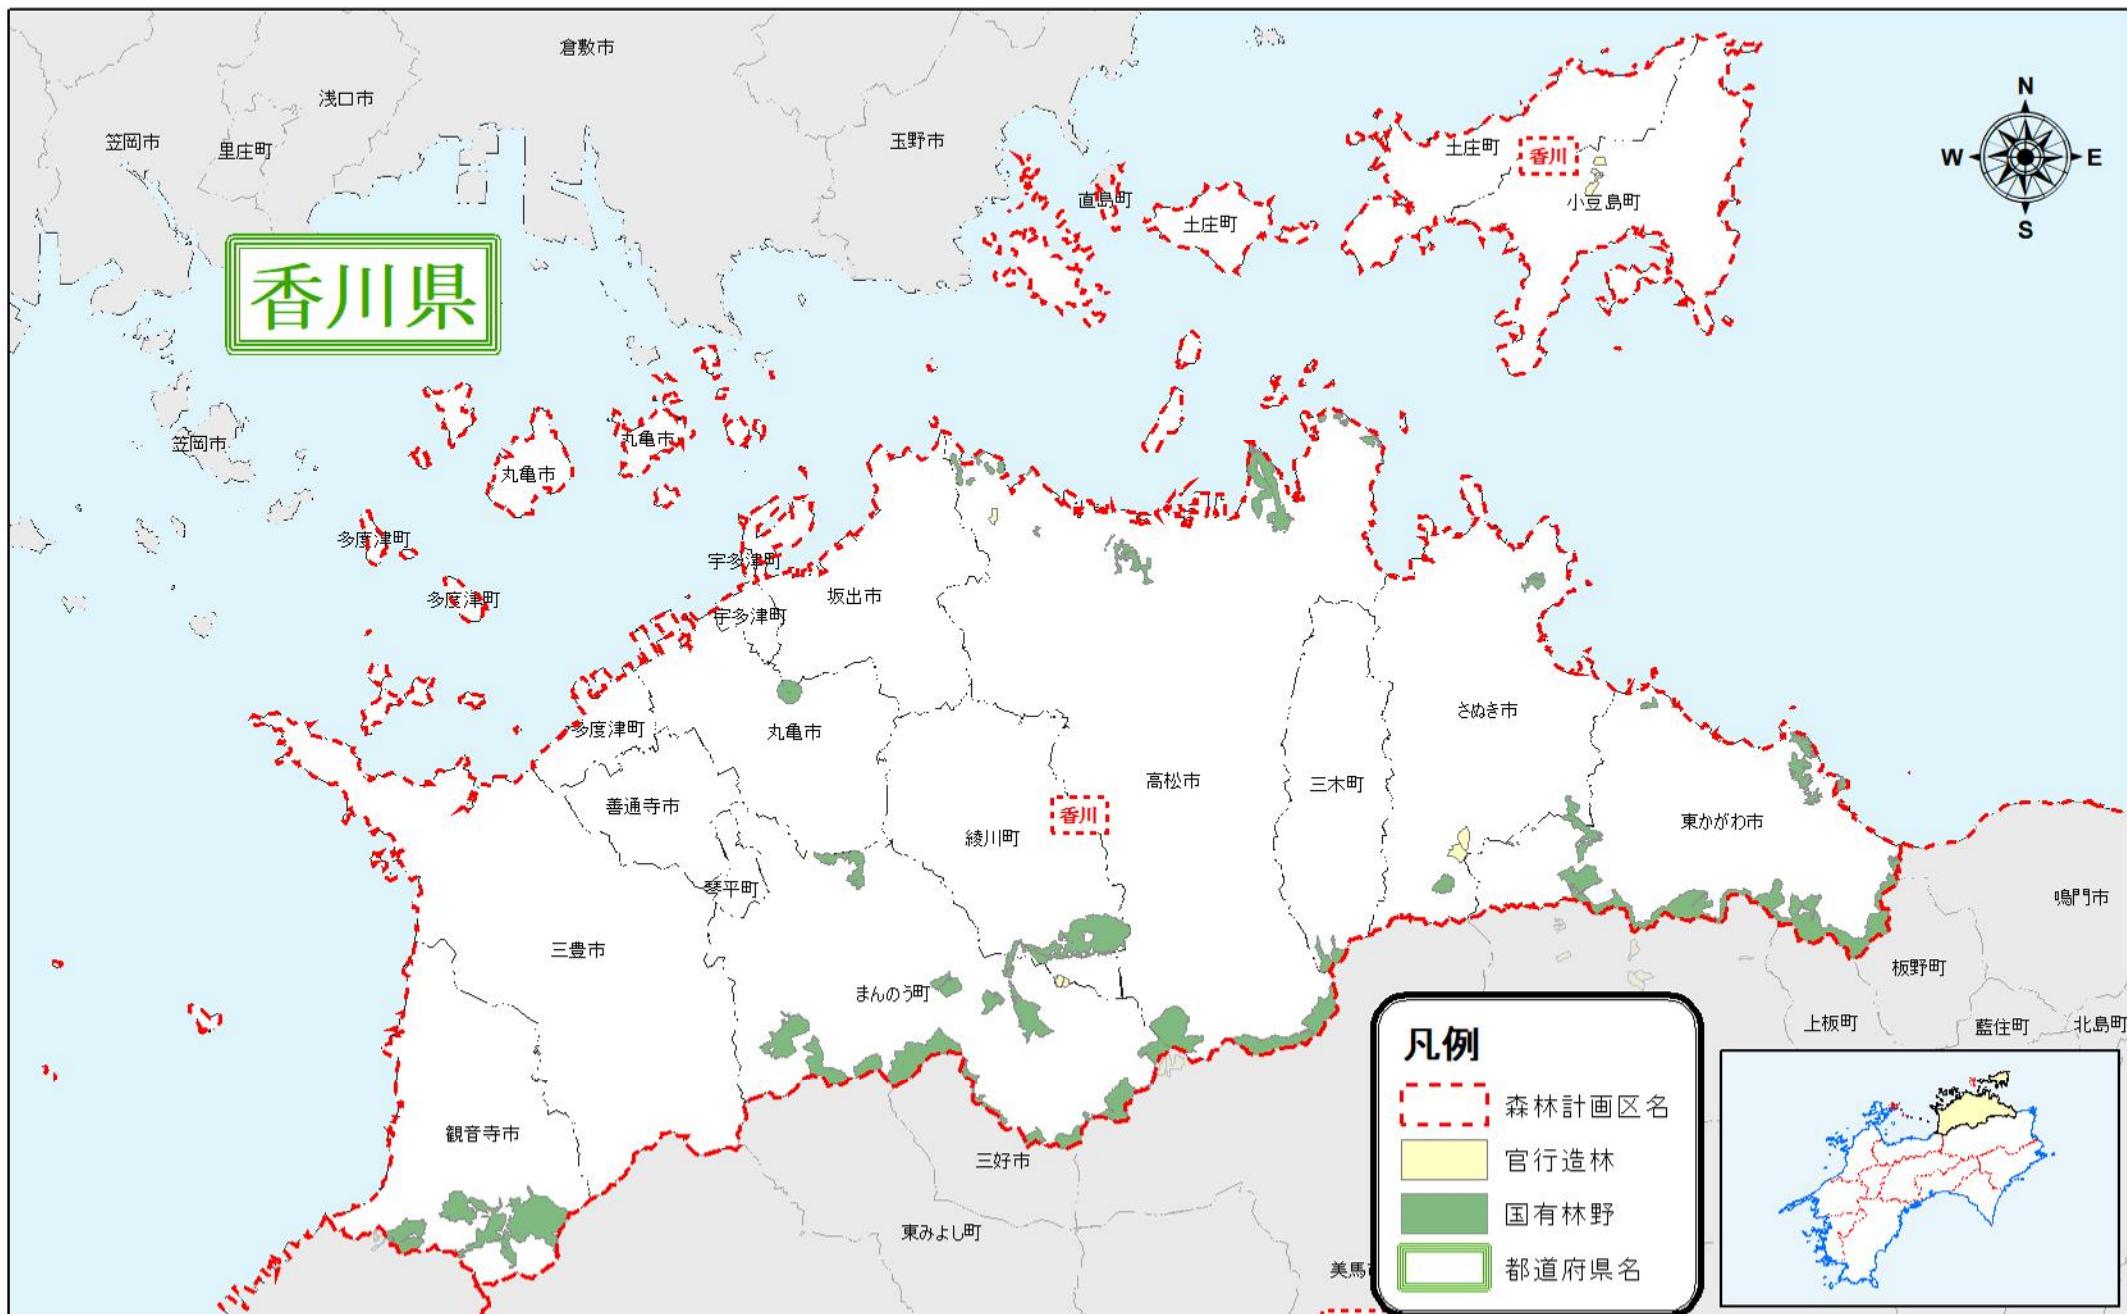 倉敷市
浅口市
笠岡市
里庄町
玉野市
土庄町
香川
直島町
土庄町
小豆島町
N
W
E
S
香川県
笠岡市
丸亀市
丸亀市
多度津町
宇多津町
多度津町
坂出市
宇多津町
多度津町
丸亀市
さぬき市
善通寺市
高松市
三木町
香川
綾川町
東かがわ市
琴平町
三豊市
まんのう町
鳴門市
板野町
上板町
藍住町
北島町
観音寺市
三好市
東みよし町
美馬
凡例
森林計画区名
官行造林
国有林野
都道府県名